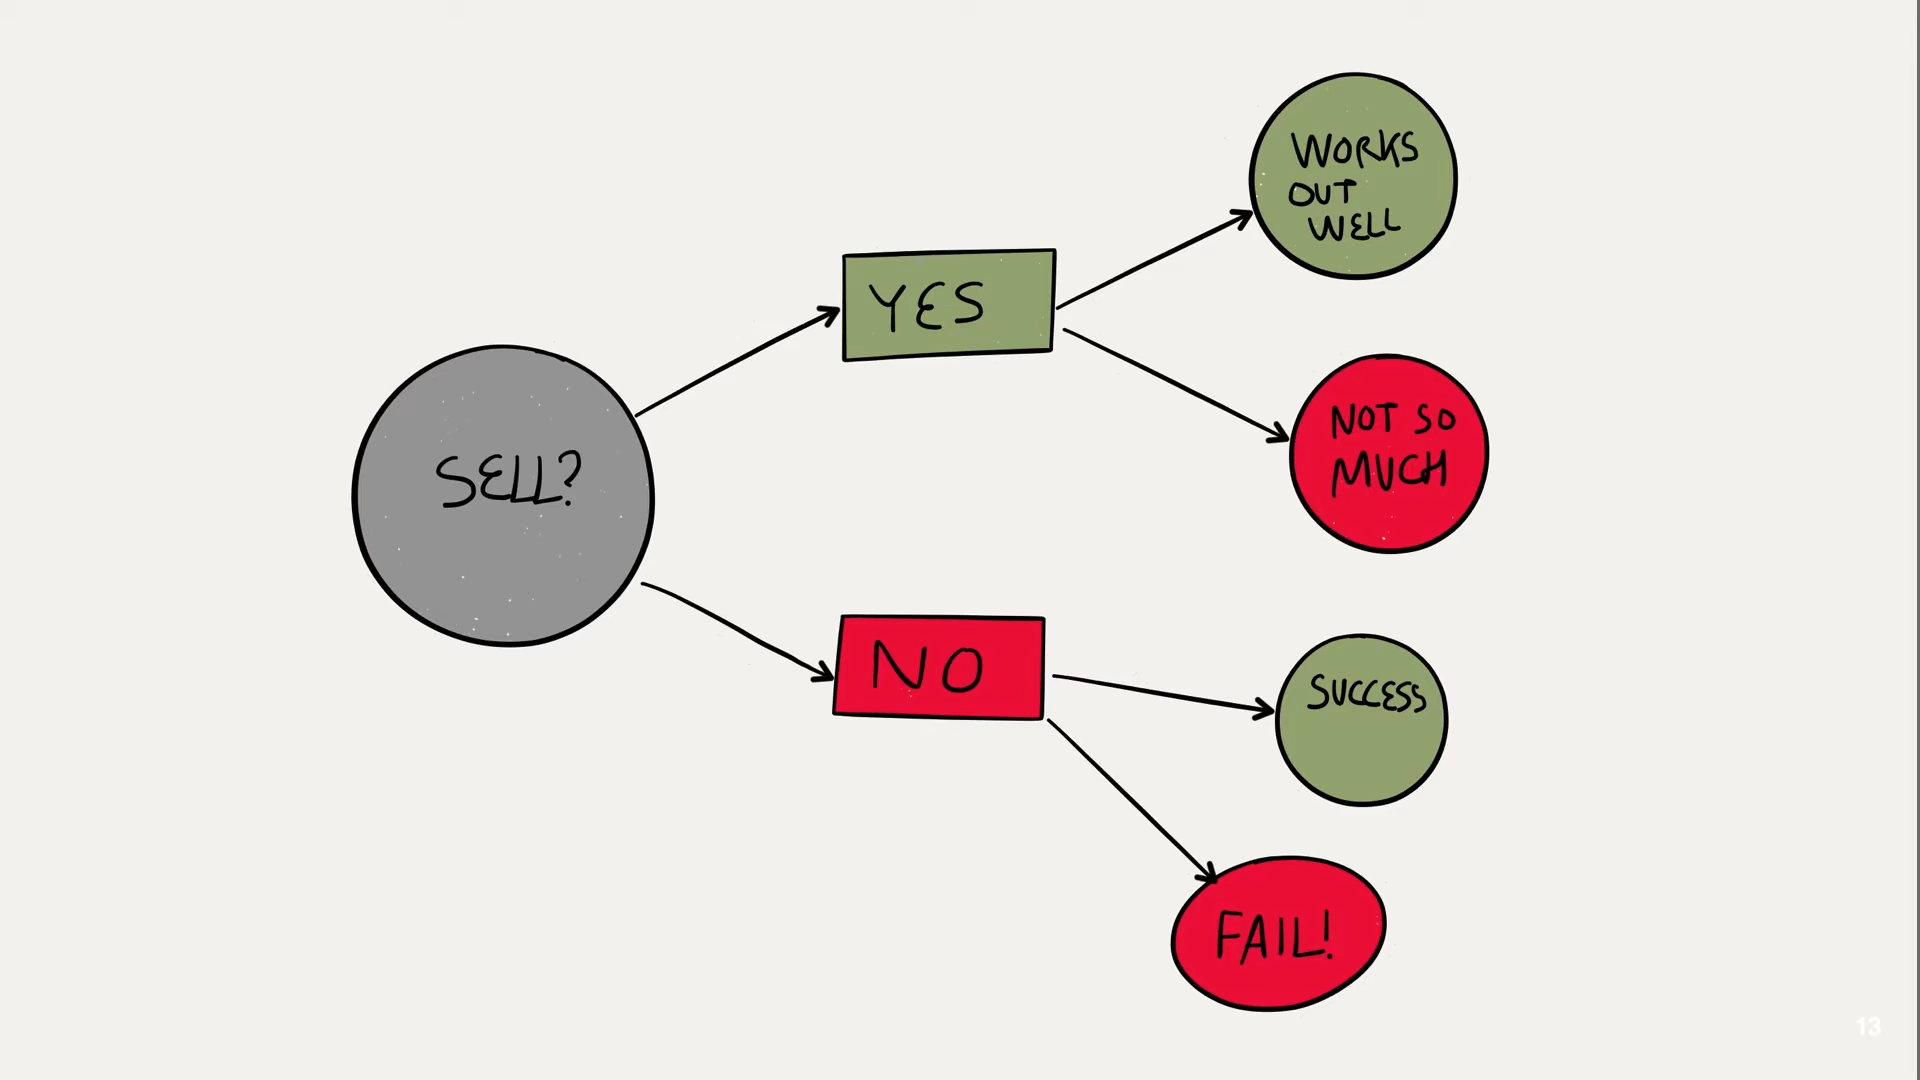 SELL?
YES
NO
WORKS
OUT
WELL
NOT SO
MUCH
SUCCESS
FAIL!
13